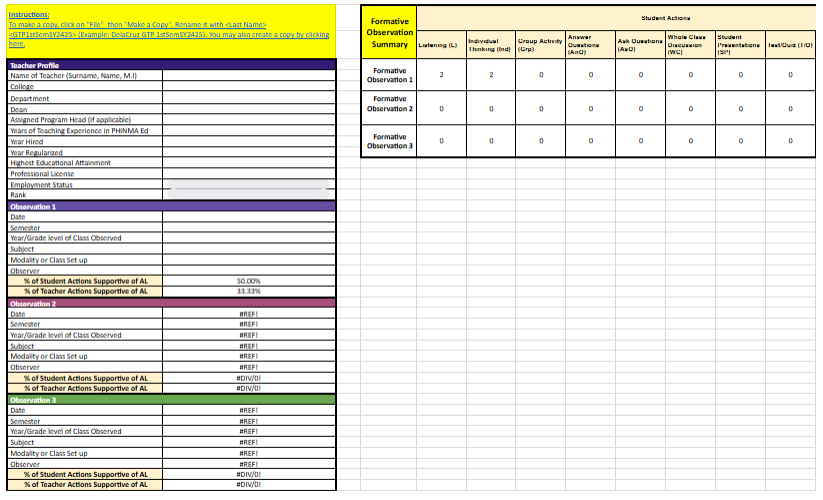 Instructions:
To make a copy, click on "File" then "Make a Copy". Rename it with <Last Name>
<GTP1stSemSY2425> (Example: DelaCruz GTP 1stSemSY2425). You may also create a copy by clicking
here.
Teacher Profile
Name of Teacher (Surname, Name, M.I)
College
Department
Dean
Assigned Program Head (if applicable)
Years of Teaching Experience in PHINMA Ed
Year Hired
Year Regularized
Highest Educational Attainment
Professional License
Employment Status
Rank
Observation 1
Date
Semester
Year/Grade level of Class Observed
Subject
Modality or Class Set up
Observer
% of Student Actions Supportive of AL 50.00%
% of Teacher Actions Supportive of AL 33.33%
Observation 2
Date #REF!
Semester #REF!
Year/Grade level of Class Observed #REF!
Subject #REF!
Modality or Class Set up #REF!
Observer #REF!
% of Student Actions Supportive of AL #DIV/0!
% of Teacher Actions Supportive of AL #DIV/0!
Observation 3
Date #REF!
Semester #REF!
Year/Grade level of Class Observed #REF!
Subject #REF!
Modality or Class Set up #REF!
Observer #REF!
% of Student Actions Supportive of AL #DIV/0!
% of Teacher Actions Supportive of AL #DIV/0!
Formative
Observation
Summary
Student Actions
Listening (L)
Individual
Thinking (Ind)
Group Activity
(Grp)
Answer
Questions
(AnQ)
Ask Questions
(AsQ)
Whole Class
Discussion
(WC)
Student
Presentations
(SP)
Test/Quiz (T/Q)
Formative
Observation 1
2 2 0 0 0 0 0 0
Formative
Observation 2
0 0 0 0 0 0 0 0
Formative
Observation 3
0 0 0 0 0 0 0 0